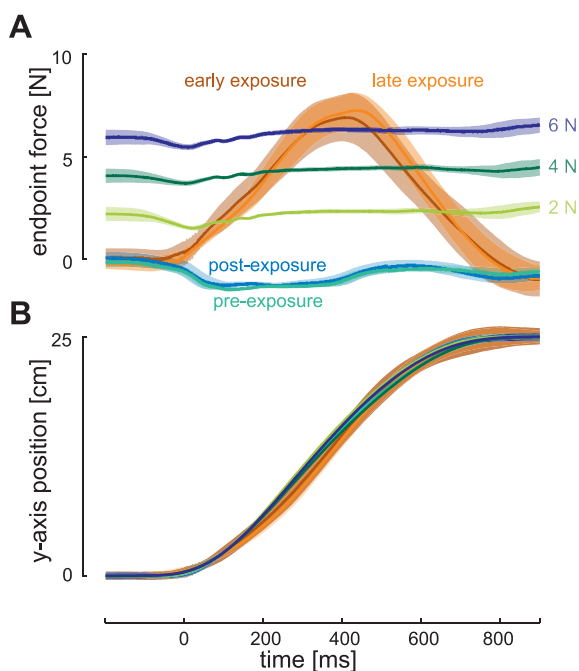 A
endpoint force [N]
10
5
0
early exposure
late exposure
6 N
4 N
2 N
post-exposure
pre-exposure
B
y-axis position [cm]
25
0
0
200
400
600
800
time [ms]